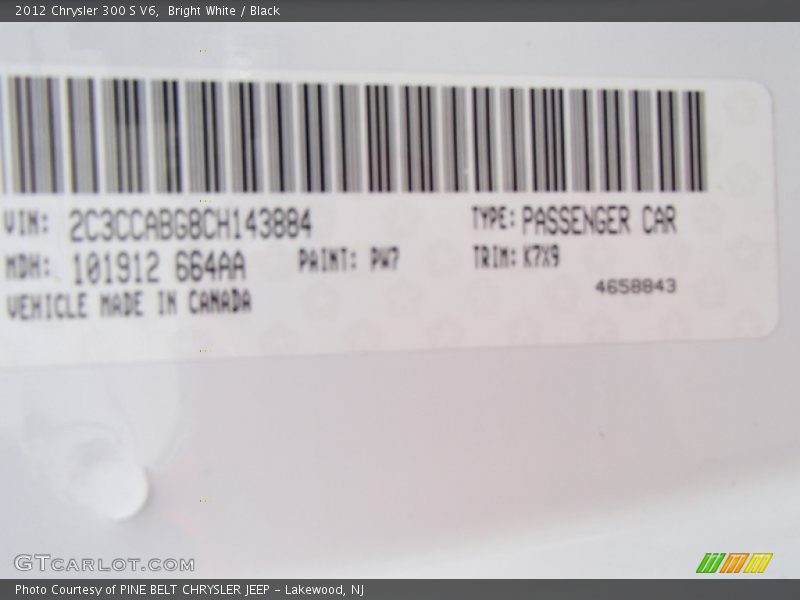 2012 Chrysler 300 S V6,  Bright White / Black
VIN: 2C3CCABG8CH143884
TYPE: PASSENGER CAR
MDH: 101912 664AA
PAINT: PW7
TRIM: K7X9
VEHICLE MADE IN CANADA
4658843
GTCARLOT.COM
Photo Courtesy of PINE BELT CHRYSLER JEEP - Lakewood, NJ